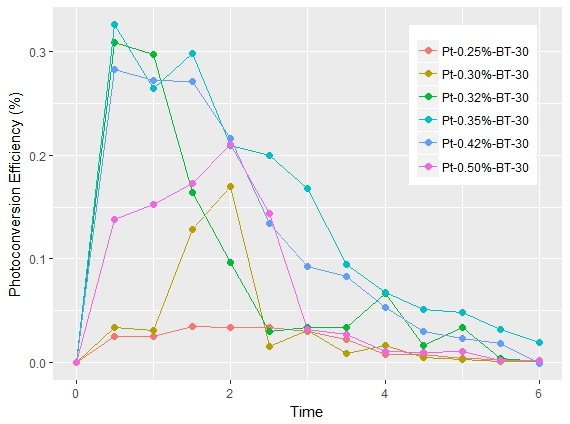 Pt-0.25%-BT-30
Pt-0.30%-BT-30
Pt-0.32%-BT-30
Pt-0.35%-BT-30
Pt-0.42%-BT-30
Pt-0.50%-BT-30
Photoconversion Efficiency (%)
0.3
0.2
0.1
0.0
0
2
4
6
Time